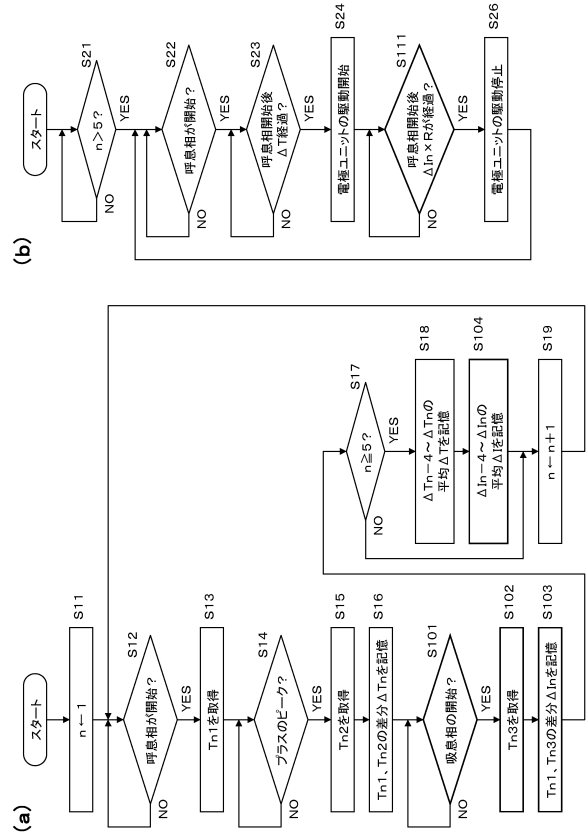 (a)
スタート
n ← 1
S11
呼息相が開始？
S12
NO
YES
Tn1を取得
S13
プラスのピーク？
S14
NO
YES
Tn2を取得
S15
Tn1、Tn2の差分ΔTnを記憶
S16
吸息相の開始？
S101
NO
YES
Tn3を取得
S102
Tn1、Tn3の差分ΔInを記憶
S103
n≧5？
S17
NO
YES
ΔTn－4～ΔTnの
平均ΔTを記憶
S18
ΔIn－4～ΔInの
平均ΔIを記憶
S104
n ← n＋1
S19
(b)
スタート
n＞5？
S21
NO
YES
呼息相が開始？
S22
NO
YES
呼息相開始後
ΔT経過？
S23
NO
YES
電極ユニットの駆動開始
S24
呼息相開始後
ΔIn×Rが経過？
S111
NO
YES
電極ユニットの駆動停止
S26